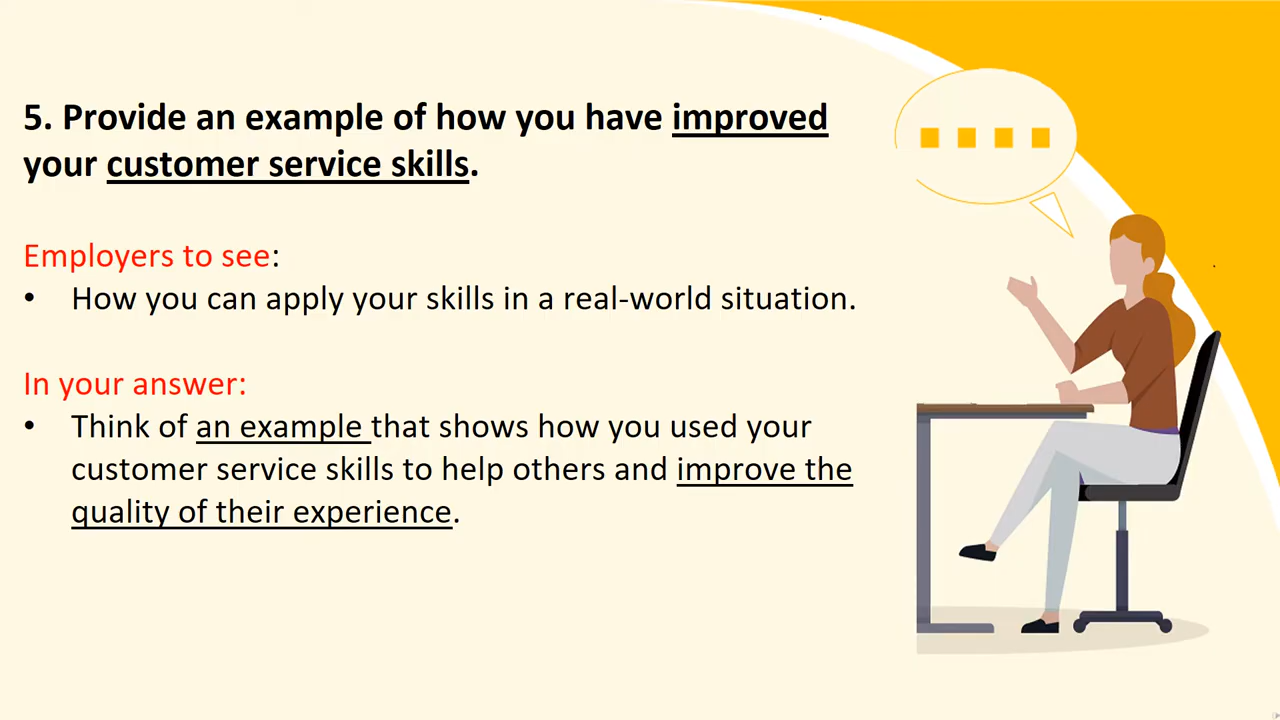 5. Provide an example of how you have improved
your customer service skills.
Employers to see:
• How you can apply your skills in a real-world situation.
In your answer:
• Think of an example that shows how you used your
customer service skills to help others and improve the
quality of their experience.